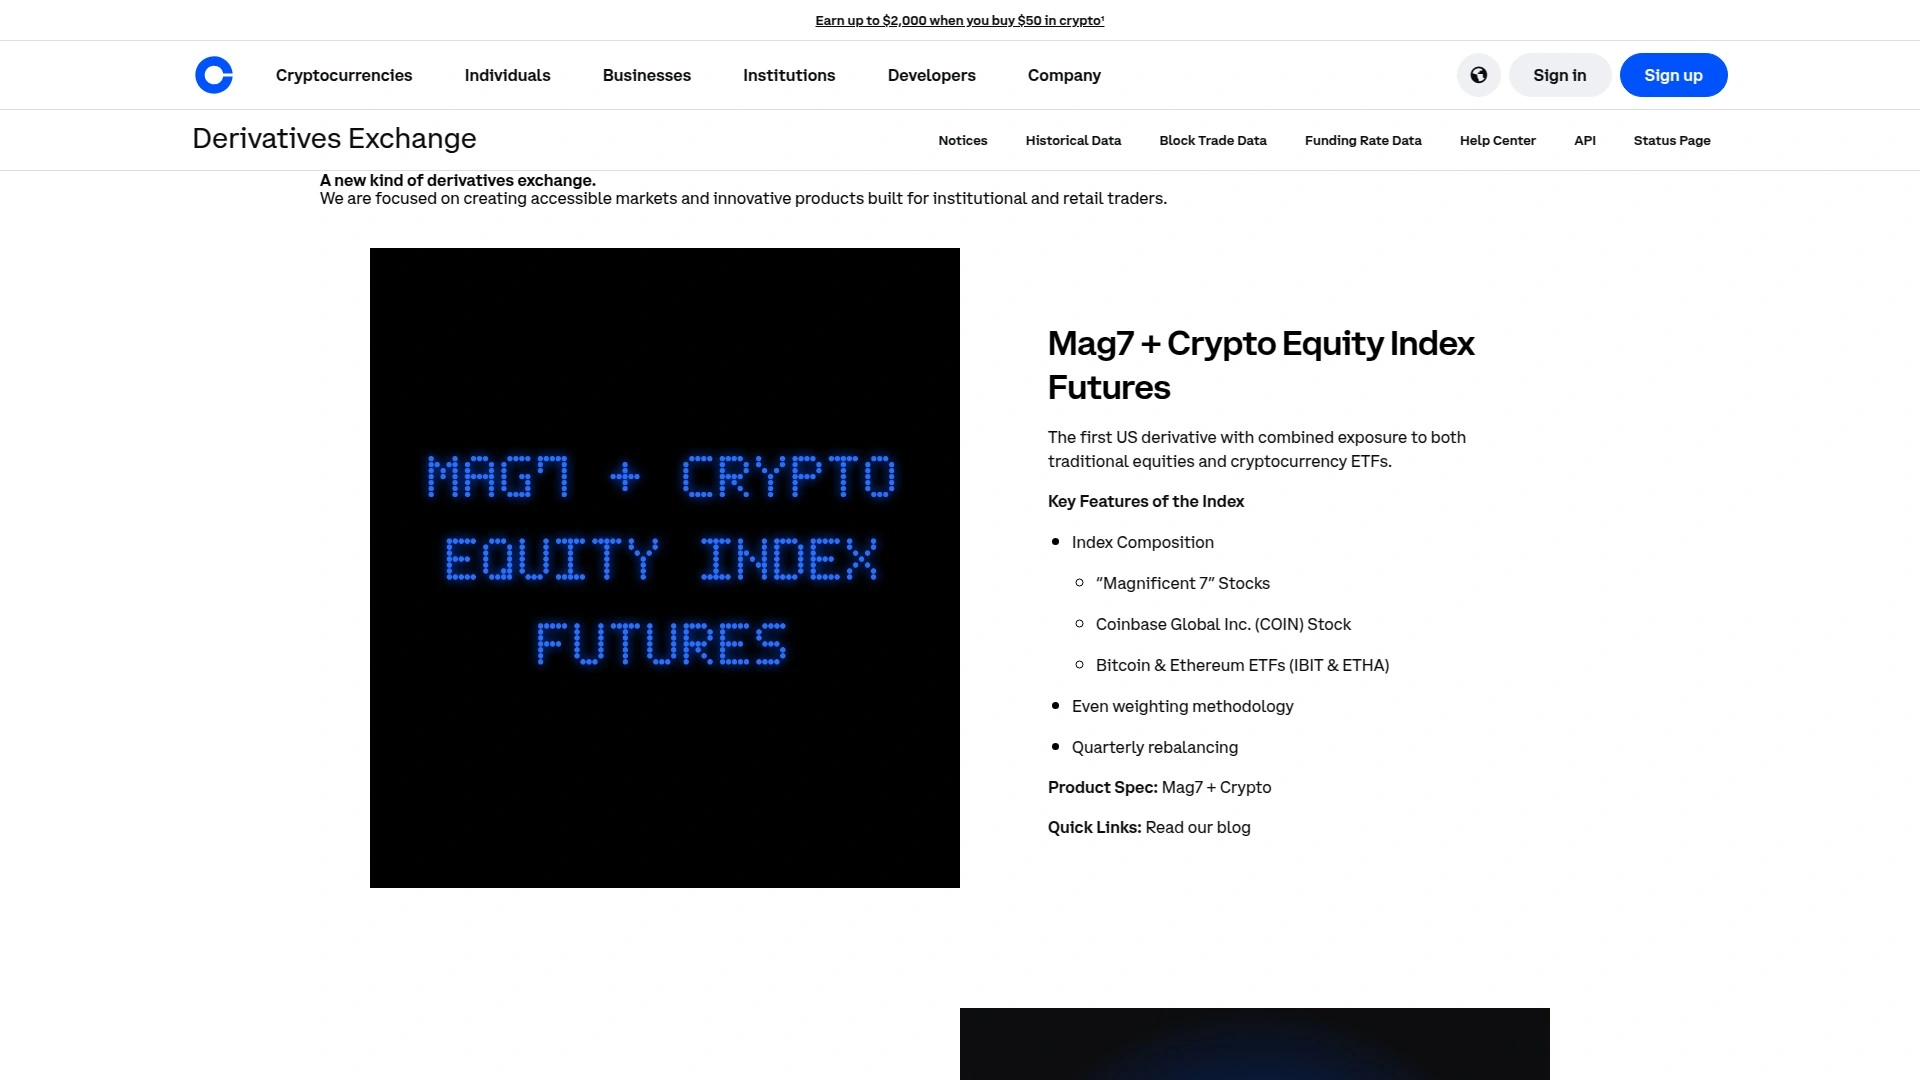 Earn up to $2,000 when you buy $50 in crypto¹
Cryptocurrencies
Individuals
Businesses
Institutions
Developers
Company
Sign in
Sign up
Derivatives Exchange
Notices
Historical Data
Block Trade Data
Funding Rate Data
Help Center
API
Status Page
A new kind of derivatives exchange.
We are focused on creating accessible markets and innovative products built for institutional and retail traders.
MAG7 + CRYPTO
EQUITY INDEX
FUTURES
Mag7 + Crypto Equity Index
Futures
The first US derivative with combined exposure to both
traditional equities and cryptocurrency ETFs.
Key Features of the Index
Index Composition
“Magnificent 7” Stocks
Coinbase Global Inc. (COIN) Stock
Bitcoin & Ethereum ETFs (IBIT & ETHA)
Even weighting methodology
Quarterly rebalancing
Product Spec: Mag7 + Crypto
Quick Links: Read our blog